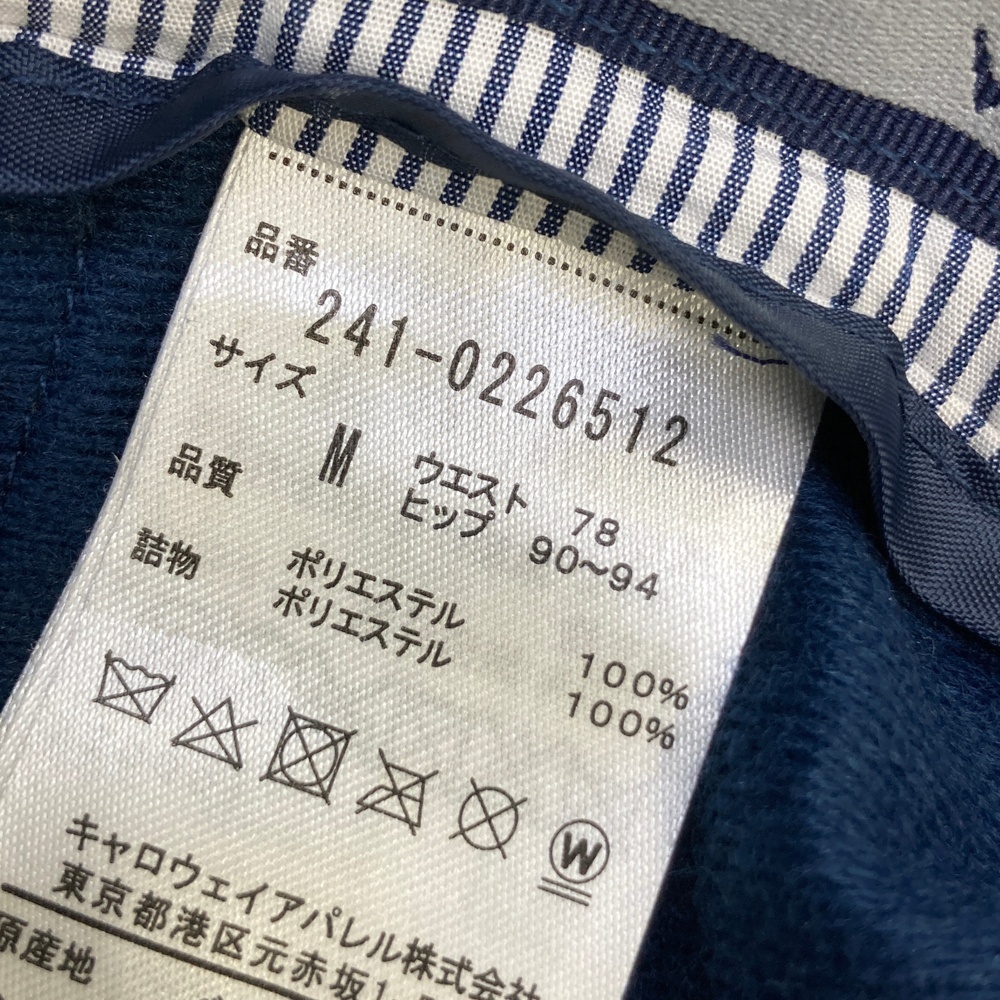 品番
241-0226512
サイズ
M ウエスト 78
ヒップ 90~94
品質
ポリエステル 100%
詰物
ポリエステル 100%
W
キャロウェイアパレル株式会社
東京都港区元赤坂1
原産地